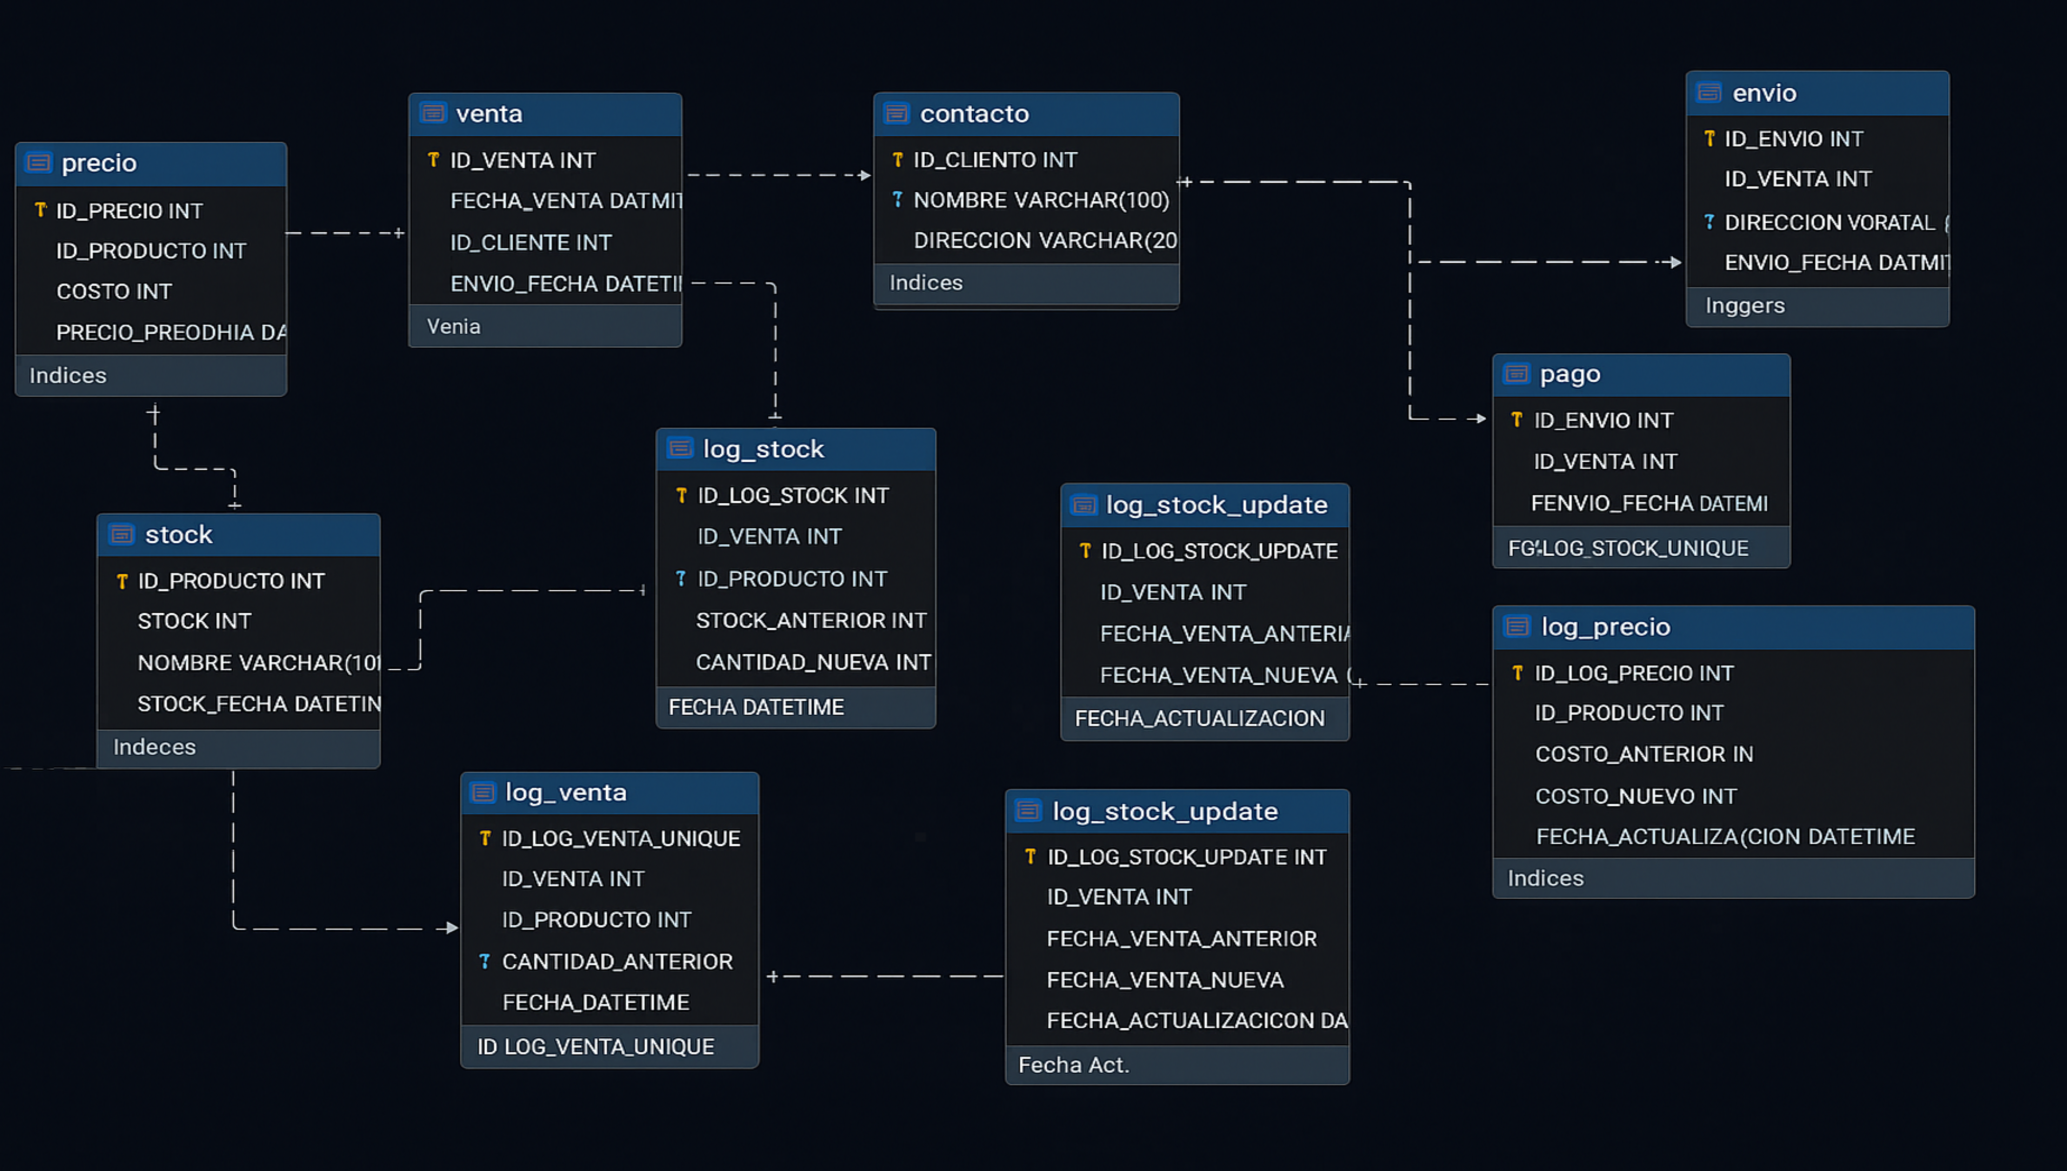 precio
ID_PRECIO INT
ID_PRODUCTO INT
COSTO INT
PRECIO_PREODHIA DA
Indices
venta
ID_VENTA INT
FECHA_VENTA DATMIT
ID_CLIENTE INT
ENVIO_FECHA DATETI
Venia
contacto
ID_CLIENTO INT
NOMBRE VARCHAR(100)
DIRECCION VARCHAR(20
Indices
envio
ID_ENVIO INT
ID_VENTA INT
DIRECCION VORATAL
ENVIO_FECHA DATMIT
Inggers
pago
ID_ENVIO INT
ID_VENTA INT
FENVIO_FECHA DATEMI
LOG_STOCK_UNIQUE
stock
ID_PRODUCTO INT
STOCK INT
NOMBRE VARCHAR(10
STOCK_FECHA DATETIN
Indeces
log_stock
ID_LOG_STOCK INT
ID_VENTA INT
ID_PRODUCTO INT
STOCK_ANTERIOR INT
CANTIDAD_NUEVA INT
FECHA DATETIME
log_stock_update
ID_LOG_STOCK_UPDATE
ID_VENTA INT
FECHA_VENTA_ANTERIA
FECHA_VENTA_NUEVA (
FECHA_ACTUALIZACION
log_precio
ID_LOG_PRECIO INT
ID_PRODUCTO INT
COSTO_ANTERIOR IN
COSTO_NUEVO INT
FECHA_ACTUALIZA(CION DATETIME
Indices
log_venta
ID_LOG_VENTA_UNIQUE
ID_VENTA INT
ID_PRODUCTO INT
CANTIDAD_ANTERIOR
FECHA_DATETIME
ID LOG_VENTA_UNIQUE
log_stock_update
ID_LOG_STOCK_UPDATE INT
ID_VENTA INT
FECHA_VENTA_ANTERIOR
FECHA_VENTA_NUEVA
FECHA_ACTUALIZACICON DA
Fecha Act.